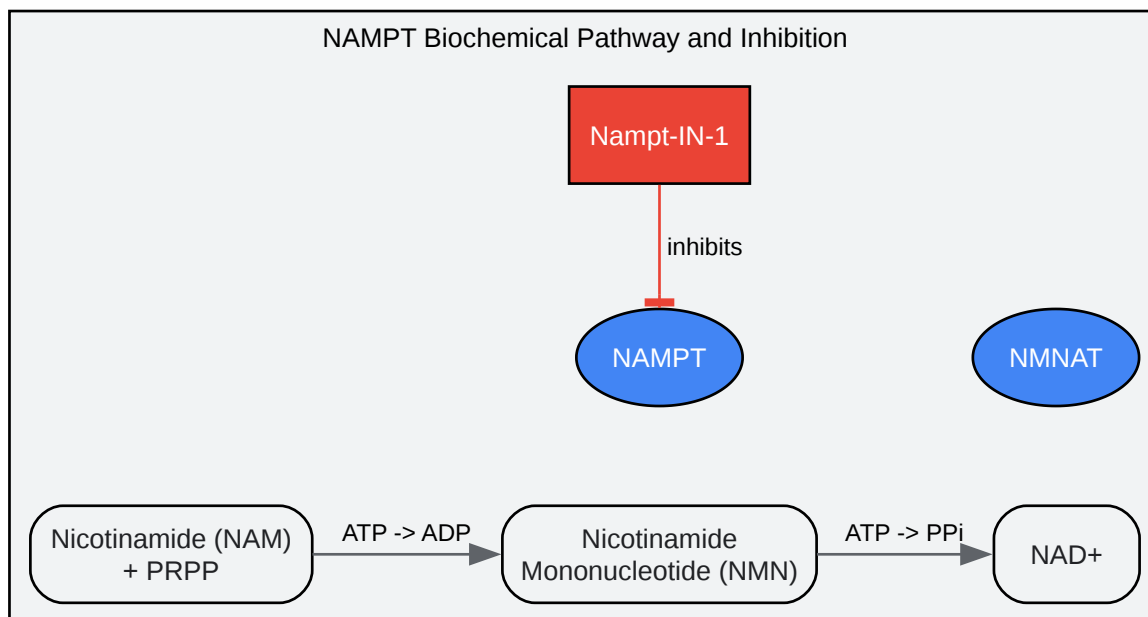 NAMPT Biochemical Pathway and Inhibition
Nampt-IN-1
inhibits
NAMPT
NMNAT
Nicotinamide (NAM)
+ PRPP
ATP -> ADP
Nicotinamide
Mononucleotide (NMN)
ATP -> PPi
NAD+